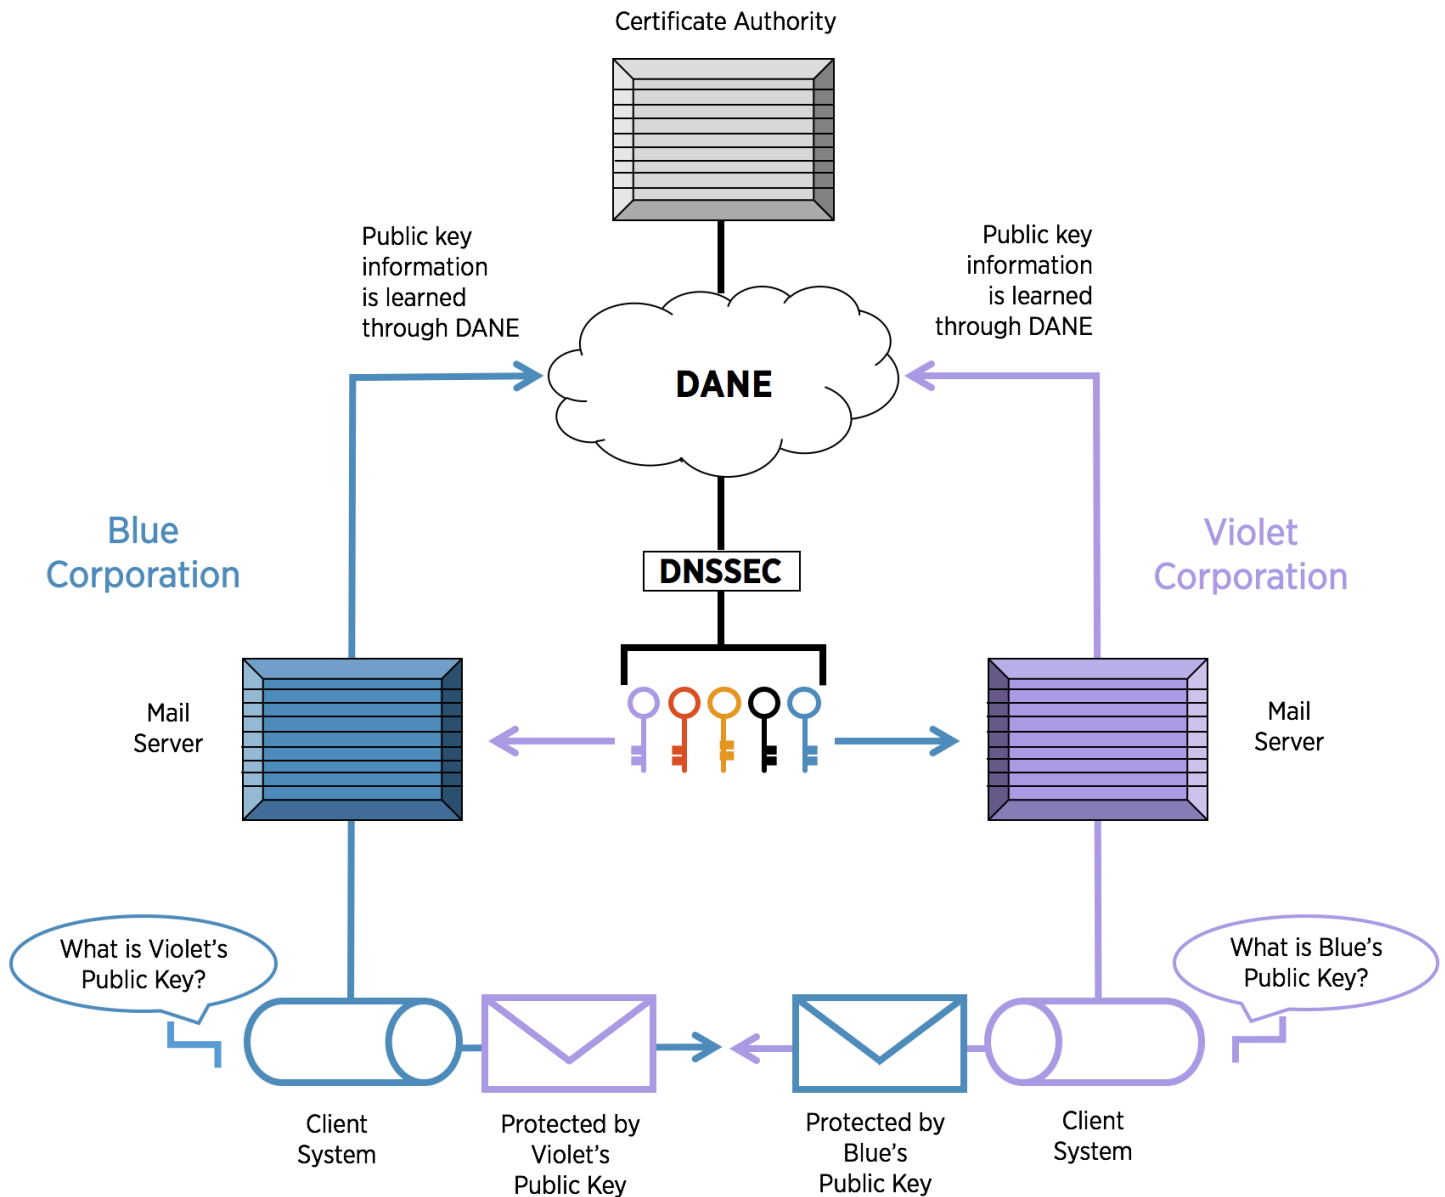 Certificate Authority
Public key
information
is learned
through DANE
Public key
information
is learned
through DANE
DANE
Blue
Corporation
DNSSEC
Violet
Corporation
Mail
Server
Mail
Server
What is Violet’s
Public Key?
What is Blue’s
Public Key?
Client
System
Protected by
Violet’s
Public Key
Protected by
Blue’s
Public Key
Client
System